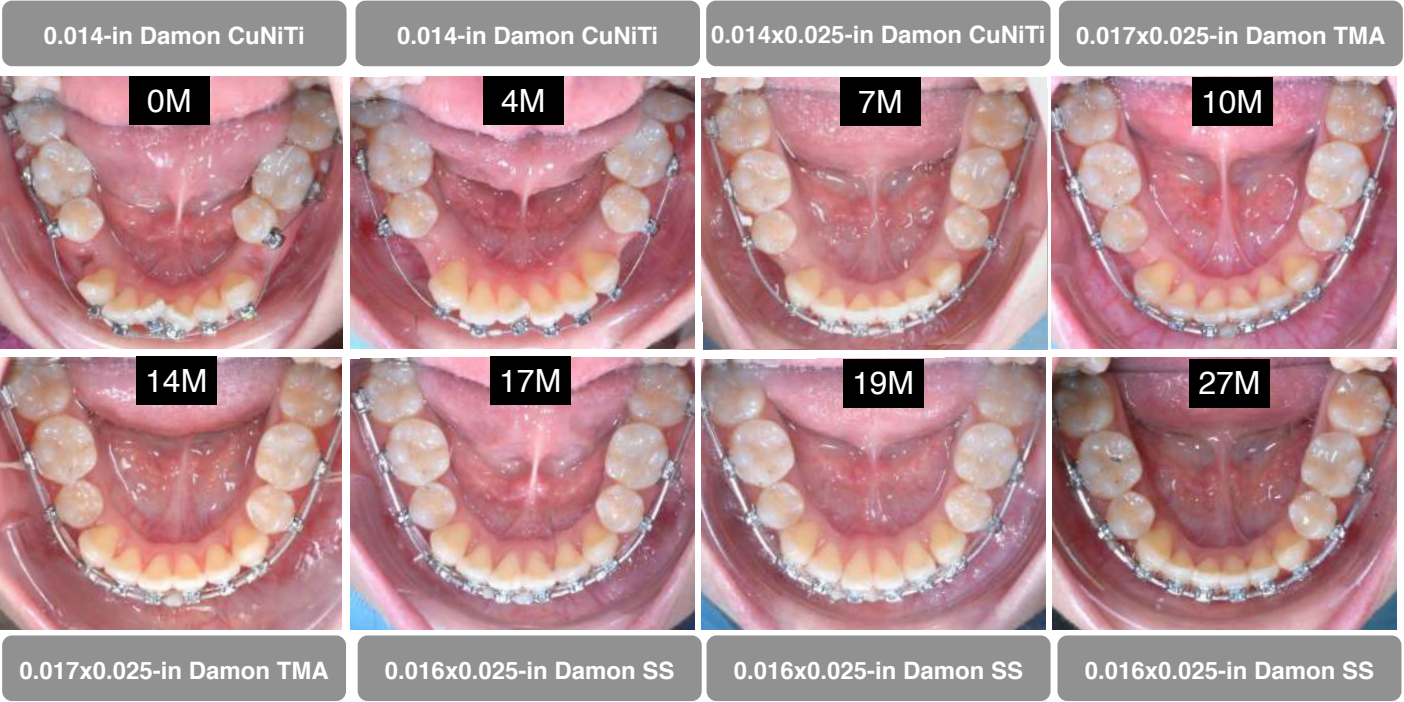 0.014-in Damon CuNiTi
0.014-in Damon CuNiTi
0.014x0.025-in Damon CuNiTi
0.017x0.025-in Damon TMA
0M
4M
7M
10M
14M
17M
19M
27M
0.017x0.025-in Damon TMA
0.016x0.025-in Damon SS
0.016x0.025-in Damon SS
0.016x0.025-in Damon SS